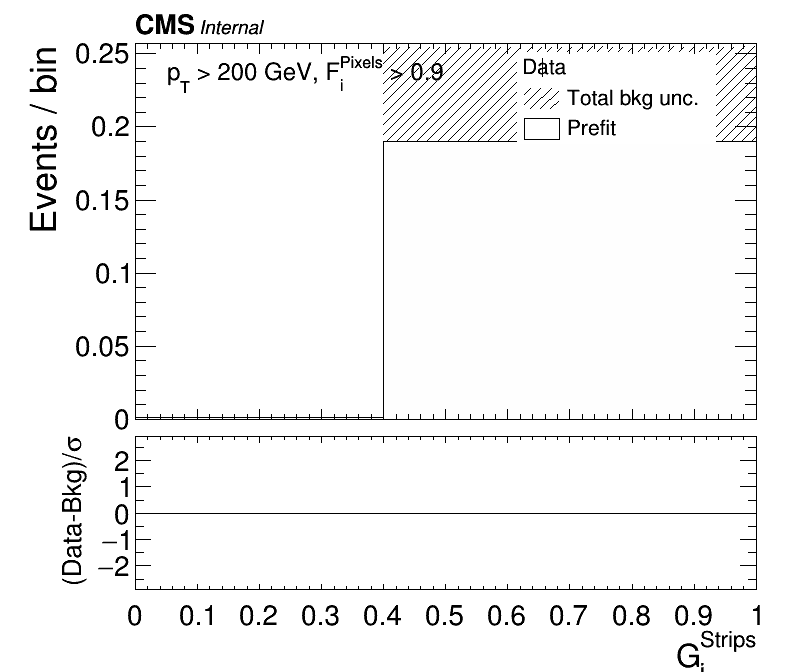 CMS Internal
Events / bin
0.25
0.2
0.15
0.1
0.05
0
p_T > 200 GeV, F_i^Pixels > 0.9
Data
Total bkg unc.
Prefit
(Data-Bkg)/σ
2
1
0
−1
−2
0 0.1 0.2 0.3 0.4 0.5 0.6 0.7 0.8 0.9 1
G_i^Strips